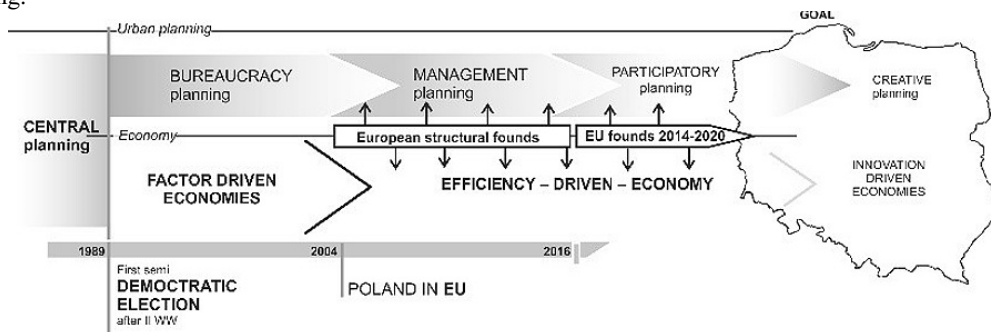 ng.
GOAL
Urban planning
BUREAUCRACY
planning
MANAGEMENT
planning
PARTICIPATORY
planning
CREATIVE
planning
CENTRAL
planning
Economy
European structural founds
EU founds 2014-2020
FACTOR DRIVEN
ECONOMIES
EFFICIENCY – DRIVEN – ECONOMY
INNOVATION
DRIVEN
ECONOMIES
1989
2004
2016
First semi
DEMOCTRATIC
ELECTION
after II WW
POLAND IN EU